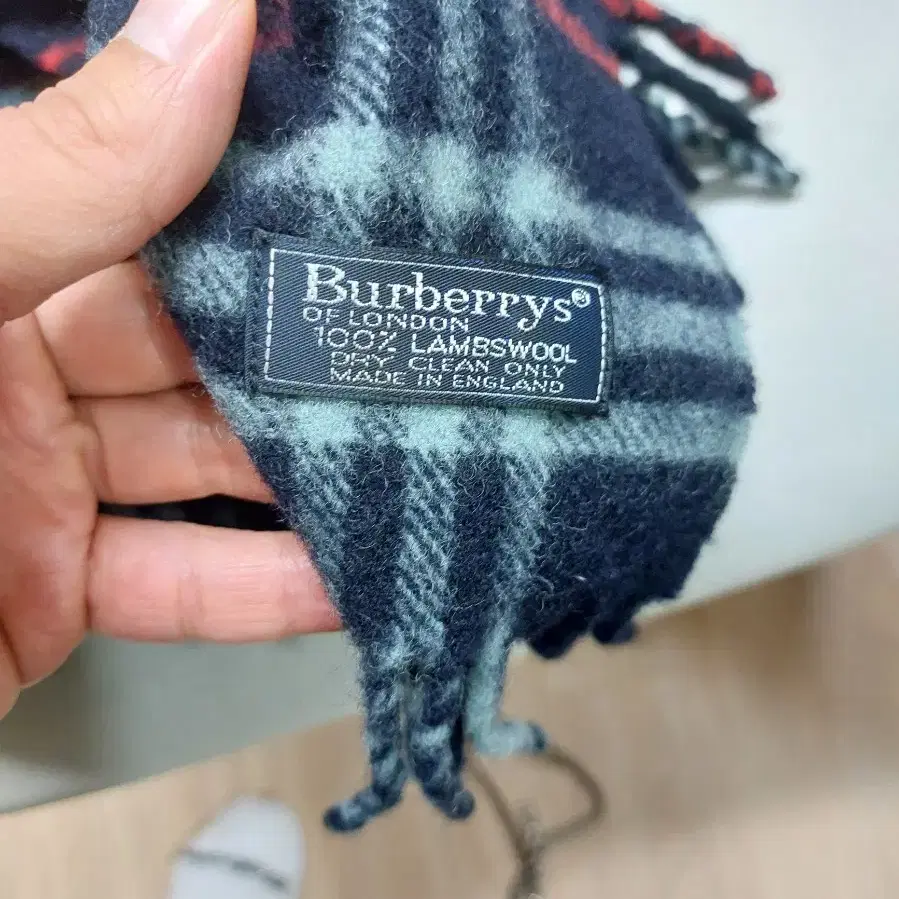 Burberrys®
OF LONDON
100% LAMBSWOOL
DRY CLEAN ONLY
MADE IN ENGLAND